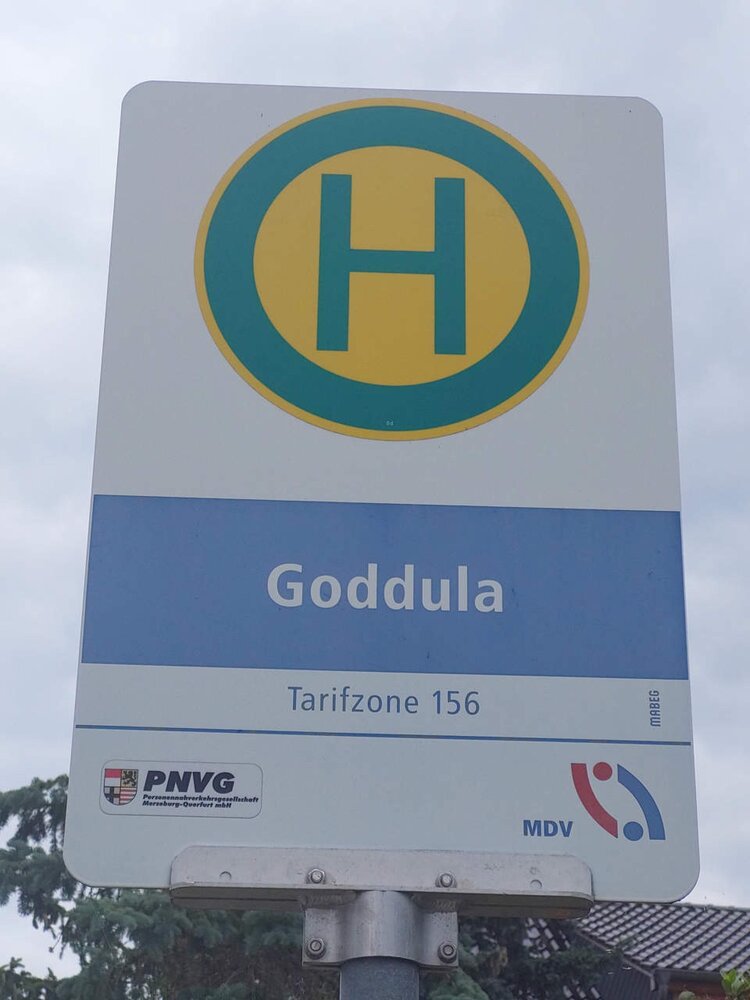 H
Goddula
Tarifzone 156
MABEG
PNVG
Personennahverkehrsgesellschaft
Merseburg-Querfurt mbH
MDV